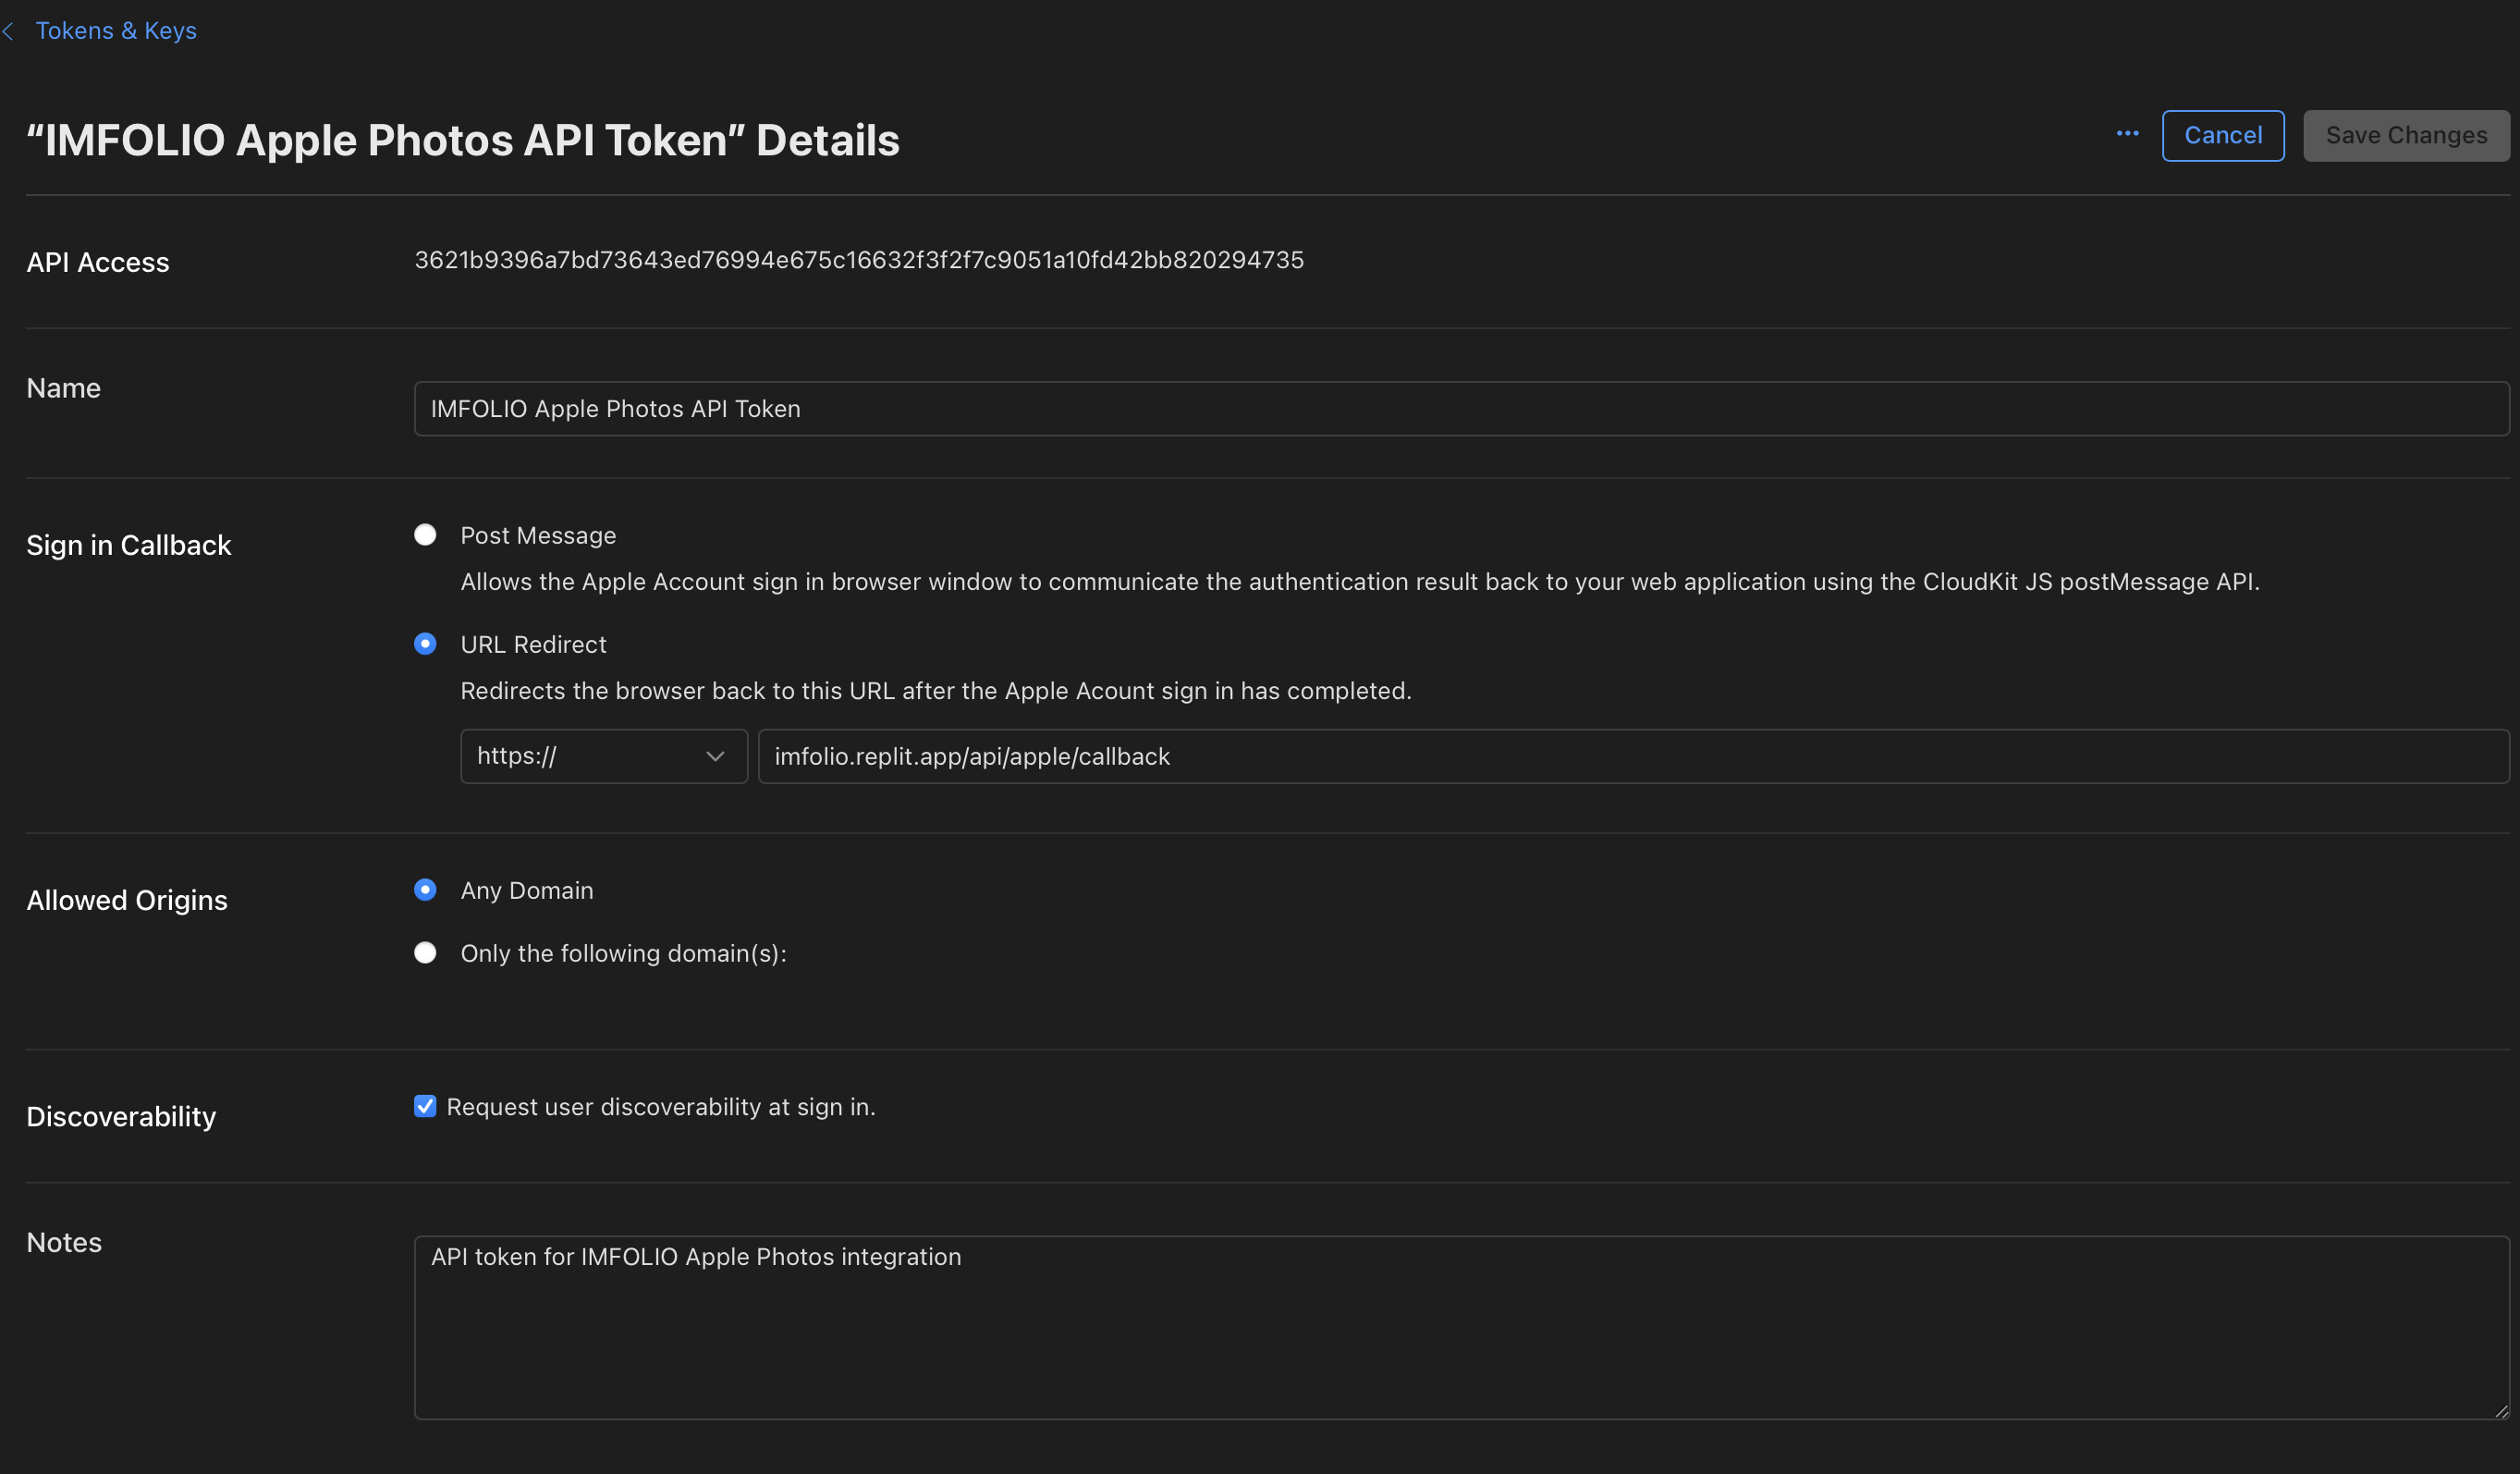 Tokens & Keys
“IMFOLIO Apple Photos API Token” Details
Cancel
Save Changes
API Access
3621b9396a7bd73643ed76994e675c16632f3f2f7c9051a10fd42bb820294735
Name
IMFOLIO Apple Photos API Token
Sign in Callback
Post Message
Allows the Apple Account sign in browser window to communicate the authentication result back to your web application using the CloudKit JS postMessage API.
URL Redirect
Redirects the browser back to this URL after the Apple Acount sign in has completed.
https://
imfolio.replit.app/api/apple/callback
Allowed Origins
Any Domain
Only the following domain(s):
Discoverability
Request user discoverability at sign in.
Notes
API token for IMFOLIO Apple Photos integration